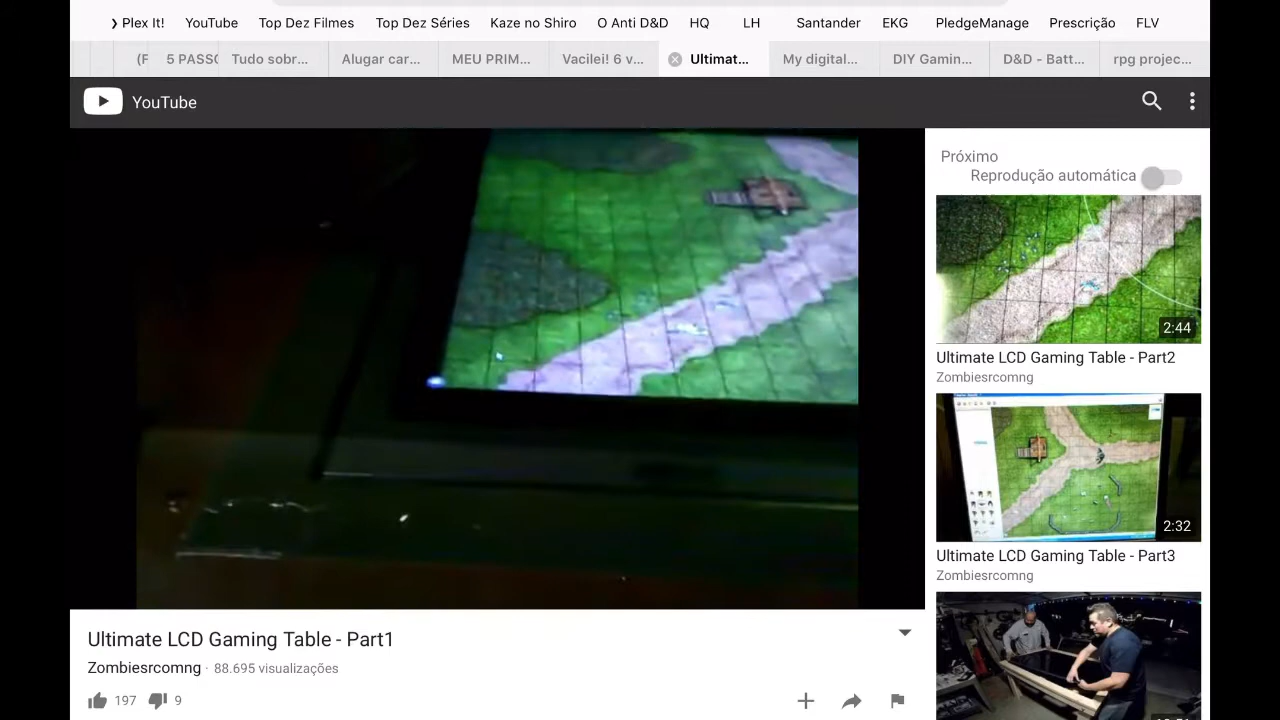 ❯ Plex It! YouTube Top Dez Filmes Top Dez Séries Kaze no Shiro O Anti D&D HQ LH Santander EKG PledgeManage Prescrição FLV
(F 5 PASSO Tudo sobr... Alugar car... MEU PRIM... Vacilei! 6 v... Ultimat... My digital... DIY Gamin... D&D - Batt... rpg projec...
YouTube
Ultimate LCD Gaming Table - Part1
Zombiesrcomng · 88.695 visualizações
197 9
Próximo
Reprodução automática
2:44
Ultimate LCD Gaming Table - Part2
Zombiesrcomng
2:32
Ultimate LCD Gaming Table - Part3
Zombiesrcomng